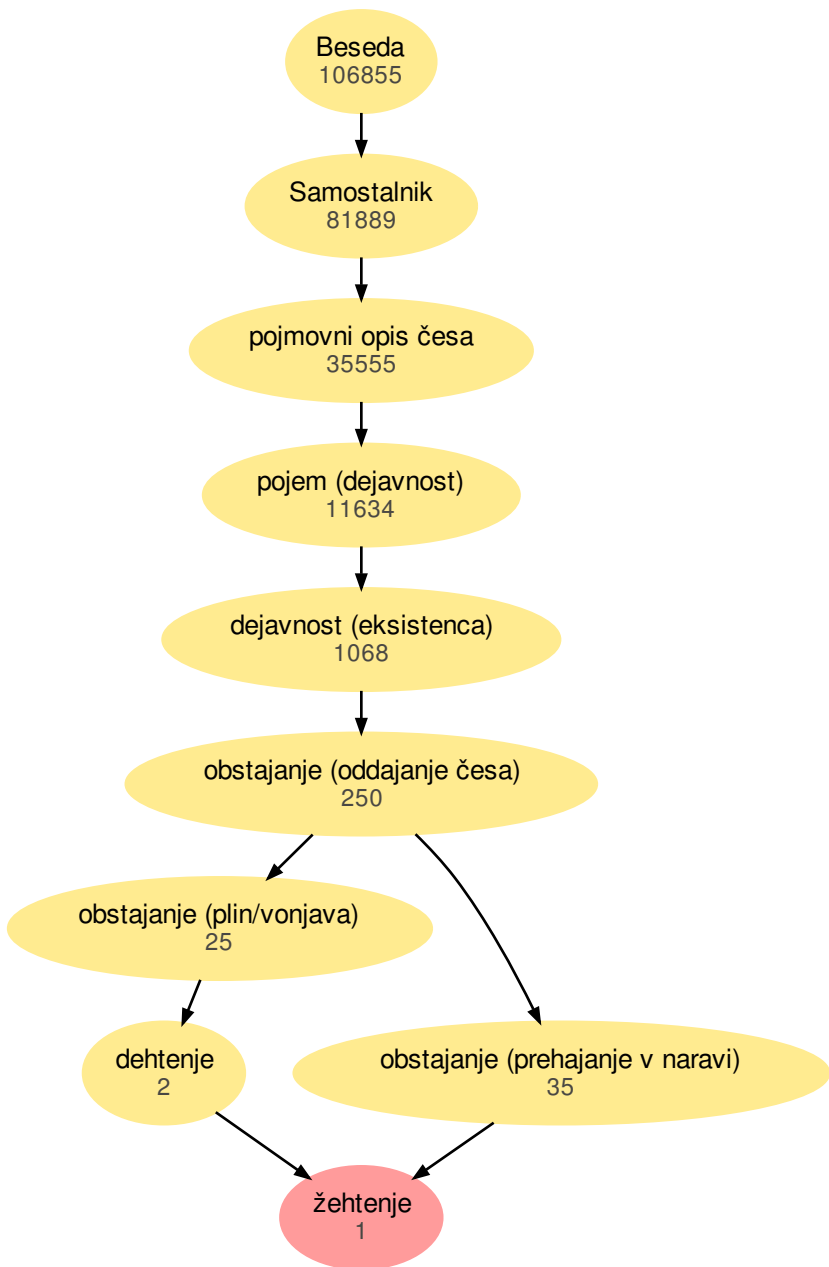 Beseda
106855
Samostalnik
81889
pojmovni opis česa
35555
pojem (dejavnost)
11634
dejavnost (eksistenca)
1068
obstajanje (oddajanje česa)
250
obstajanje (plin/vonjava)
25
dehtenje
2
obstajanje (prehajanje v naravi)
35
žehtenje
1